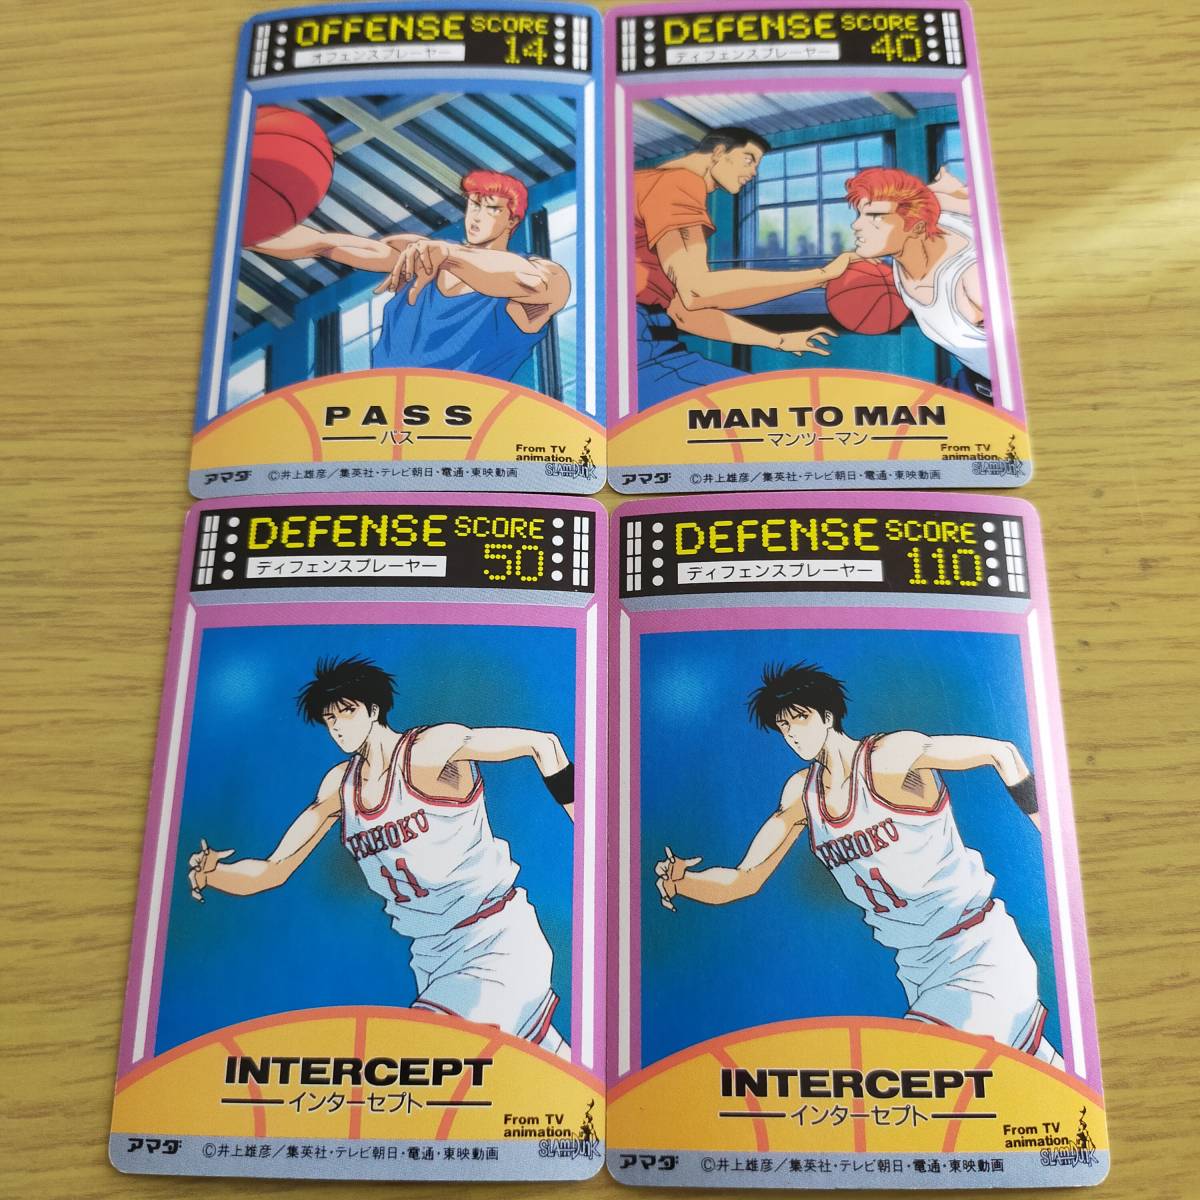 OFFENSE SCORE
オフェンスプレーヤー 14
PASS
パス
From TV
animation
SLAM DUNK
アマダ ©井上雄彦／集英社・テレビ朝日・電通・東映動画
DEFENSE SCORE
ディフェンスプレーヤー 40
MAN TO MAN
マンツーマン
From TV
animation
SLAM DUNK
アマダ ©井上雄彦／集英社・テレビ朝日・電通・東映動画
DEFENSE SCORE
ディフェンスプレーヤー 50
HOHOKU
11
INTERCEPT
インターセプト
From TV
animation
SLAM DUNK
アマダ ©井上雄彦／集英社・テレビ朝日・電通・東映動画
DEFENSE SCORE
ディフェンスプレーヤー 110
HOHOKU
11
INTERCEPT
インターセプト
From TV
animation
SLAM DUNK
アマダ ©井上雄彦／集英社・テレビ朝日・電通・東映動画